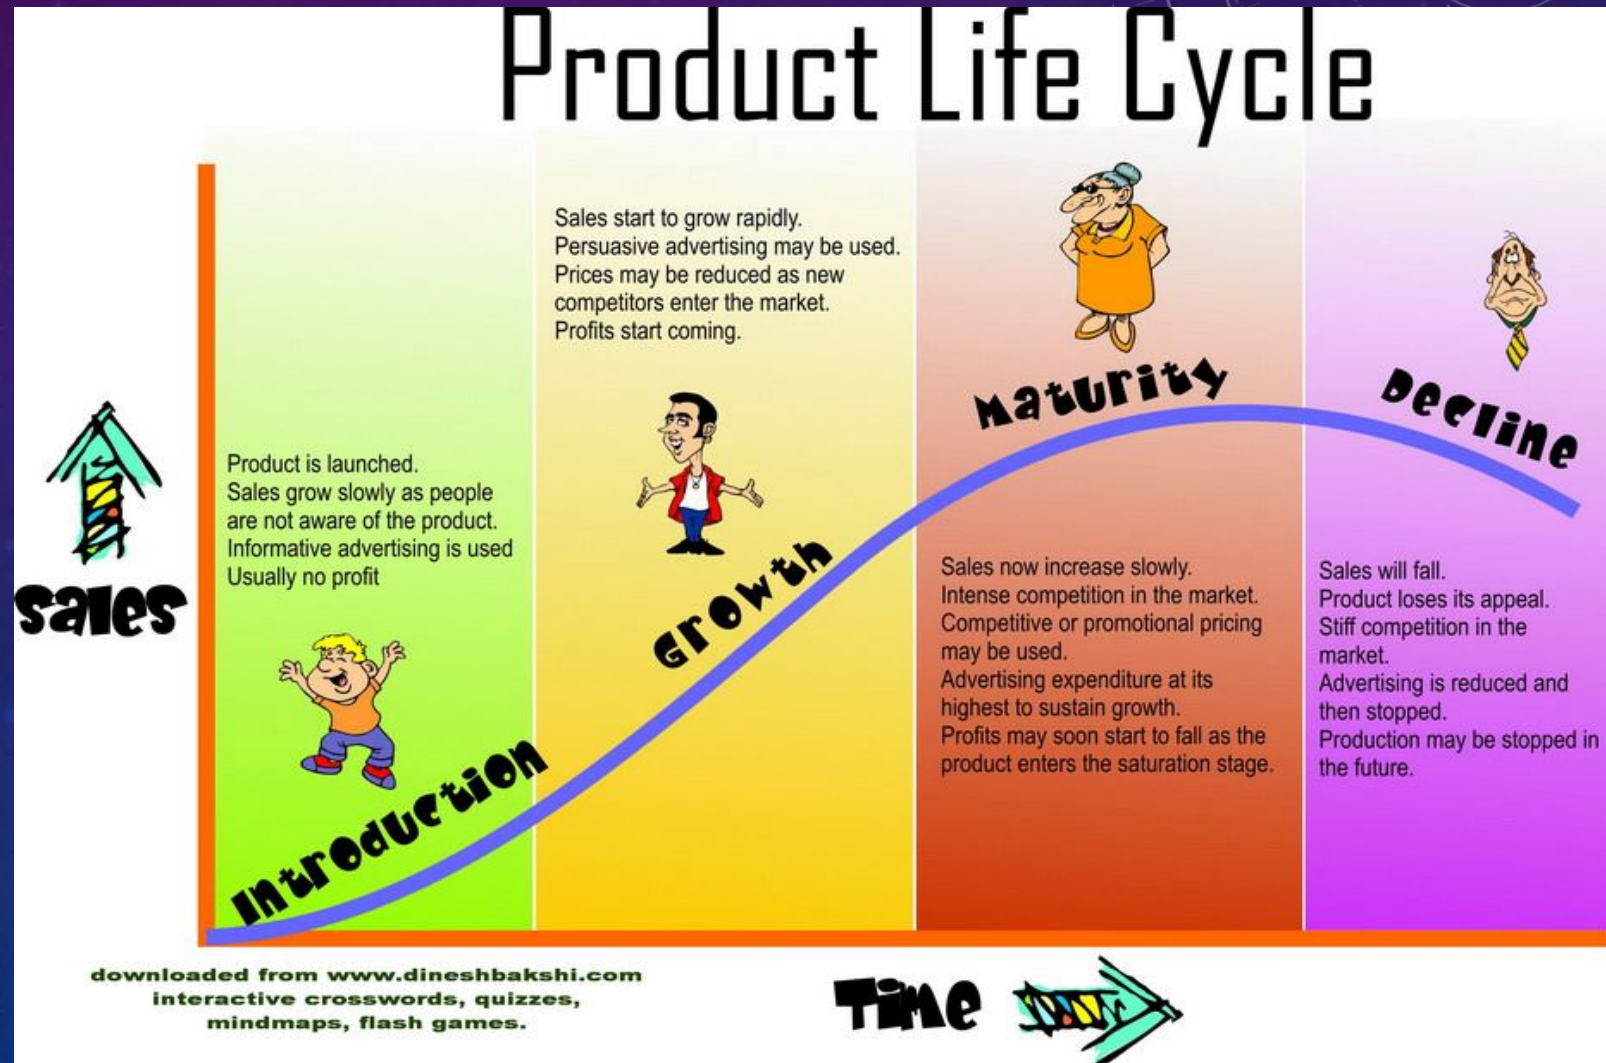 Product Life Cycle
Sales start to grow rapidly.
Persuasive advertising may be used.
Prices may be reduced as new
competitors enter the market.
Profits start coming.
Maturity
Decline
Product is launched.
Sales grow slowly as people
are not aware of the product.
Informative advertising is used
Usually no profit
Sales
Growth
Introduction
Sales now increase slowly.
Intense competition in the market.
Competitive or promotional pricing
may be used.
Advertising expenditure at its
highest to sustain growth.
Profits may soon start to fall as the
product enters the saturation stage.
Sales will fall.
Product loses its appeal.
Stiff competition in the
market.
Advertising is reduced and
then stopped.
Production may be stopped in
the future.
downloaded from www.dineshbakshi.com
interactive crosswords, quizzes,
mindmaps, flash games.
Time